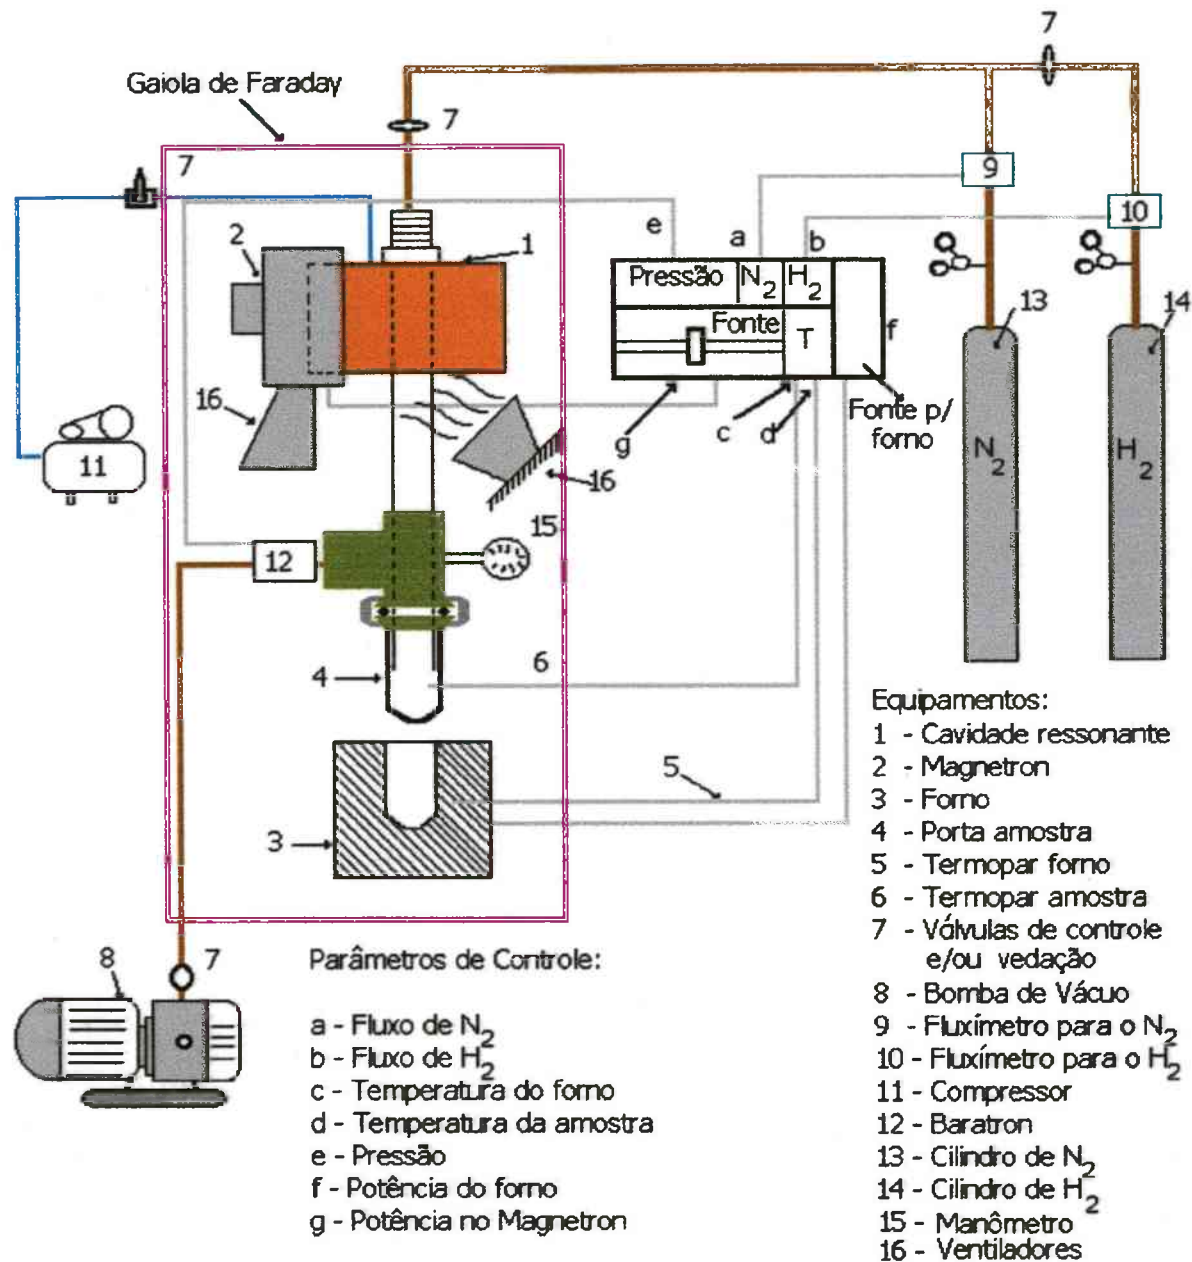 7
Gaiola de Faraday
7
7
9
10
2
1
e
a
b
Pressão
N2
H2
Fonte
T
f
13
14
16
Fonte p/
forno
g
c
d
N2
H2
11
16
15
12
4
6
5
3
8
7
Parâmetros de Controle:
a - Fluxo de N2
b - Fluxo de H2
c - Temperatura do forno
d - Temperatura da amostra
e - Pressão
f - Potência do forno
g - Potência no Magnetron
Equipamentos:
1 - Cavidade ressonante
2 - Magnetron
3 - Forno
4 - Porta amostra
5 - Termopar forno
6 - Termopar amostra
7 - Válvulas de controle
e/ou vedação
8 - Bomba de Vácuo
9 - Fluxímetro para o N2
10 - Fluxímetro para o H2
11 - Compressor
12 - Baratron
13 - Cilindro de N2
14 - Cilindro de H2
15 - Manômetro
16 - Ventiladores